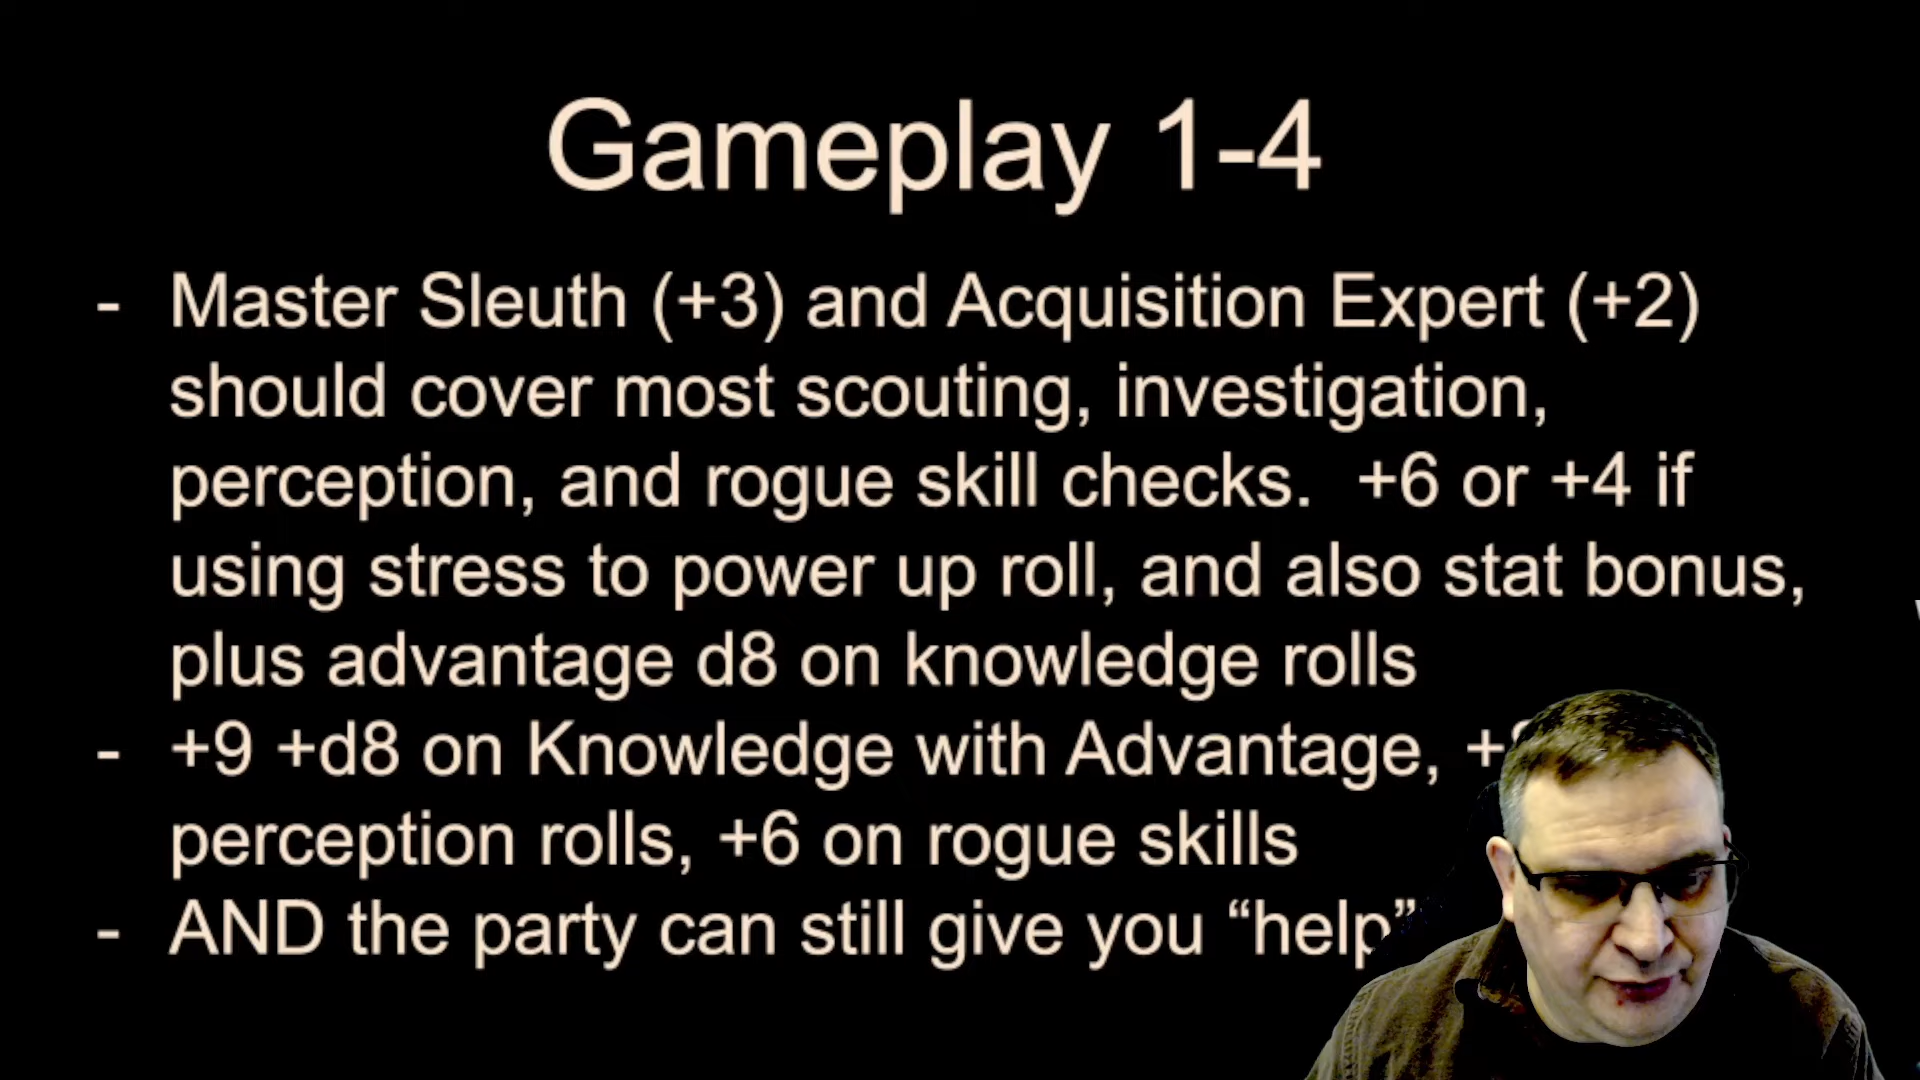 Gameplay 1-4
- Master Sleuth (+3) and Acquisition Expert (+2)
should cover most scouting, investigation,
perception, and rogue skill checks.  +6 or +4 if
using stress to power up roll, and also stat bonus,
plus advantage d8 on knowledge rolls
- +9 +d8 on Knowledge with Advantage,
perception rolls, +6 on rogue skills
- AND the party can still give you “help”